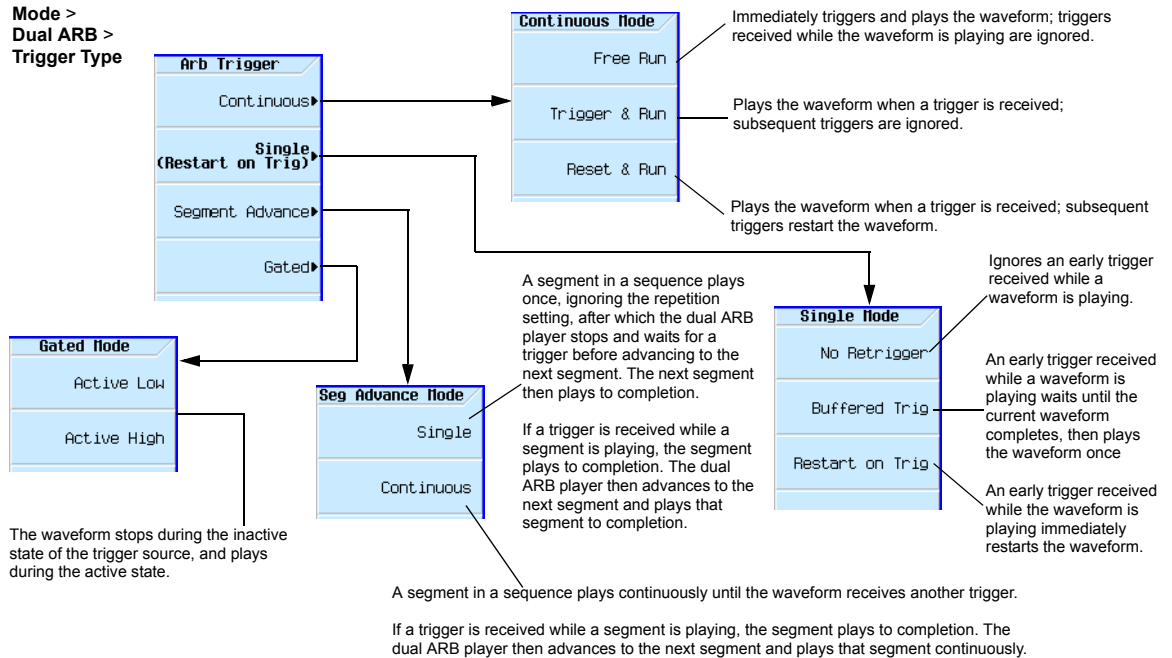 Mode >
Dual ARB >
Trigger Type
Arb Trigger
Continuous
Single
(Restart on Trig)
Segment Advance
Gated
Continuous Mode
Free Run
Trigger & Run
Reset & Run
Immediately triggers and plays the waveform; triggers
received while the waveform is playing are ignored.
Plays the waveform when a trigger is received;
subsequent triggers are ignored.
Plays the waveform when a trigger is received; subsequent
triggers restart the waveform.
Gated Mode
Active Low
Active High
The waveform stops during the inactive
state of the trigger source, and plays
during the active state.
Seg Advance Mode
Single
Continuous
A segment in a sequence plays
once, ignoring the repetition
setting, after which the dual ARB
player stops and waits for a
trigger before advancing to the
next segment. The next segment
then plays to completion.
If a trigger is received while a
segment is playing, the segment
plays to completion. The dual
ARB player then advances to the
next segment and plays that
segment to completion.
Single Mode
No Retrigger
Buffered Trig
Restart on Trig
Ignores an early trigger
received while a
waveform is playing.
An early trigger received
while a waveform is
playing waits until the
current waveform
completes, then plays
the waveform once
An early trigger received
while the waveform is
playing immediately
restarts the waveform.
A segment in a sequence plays continuously until the waveform receives another trigger.
If a trigger is received while a segment is playing, the segment plays to completion. The
dual ARB player then advances to the next segment and plays that segment continuously.